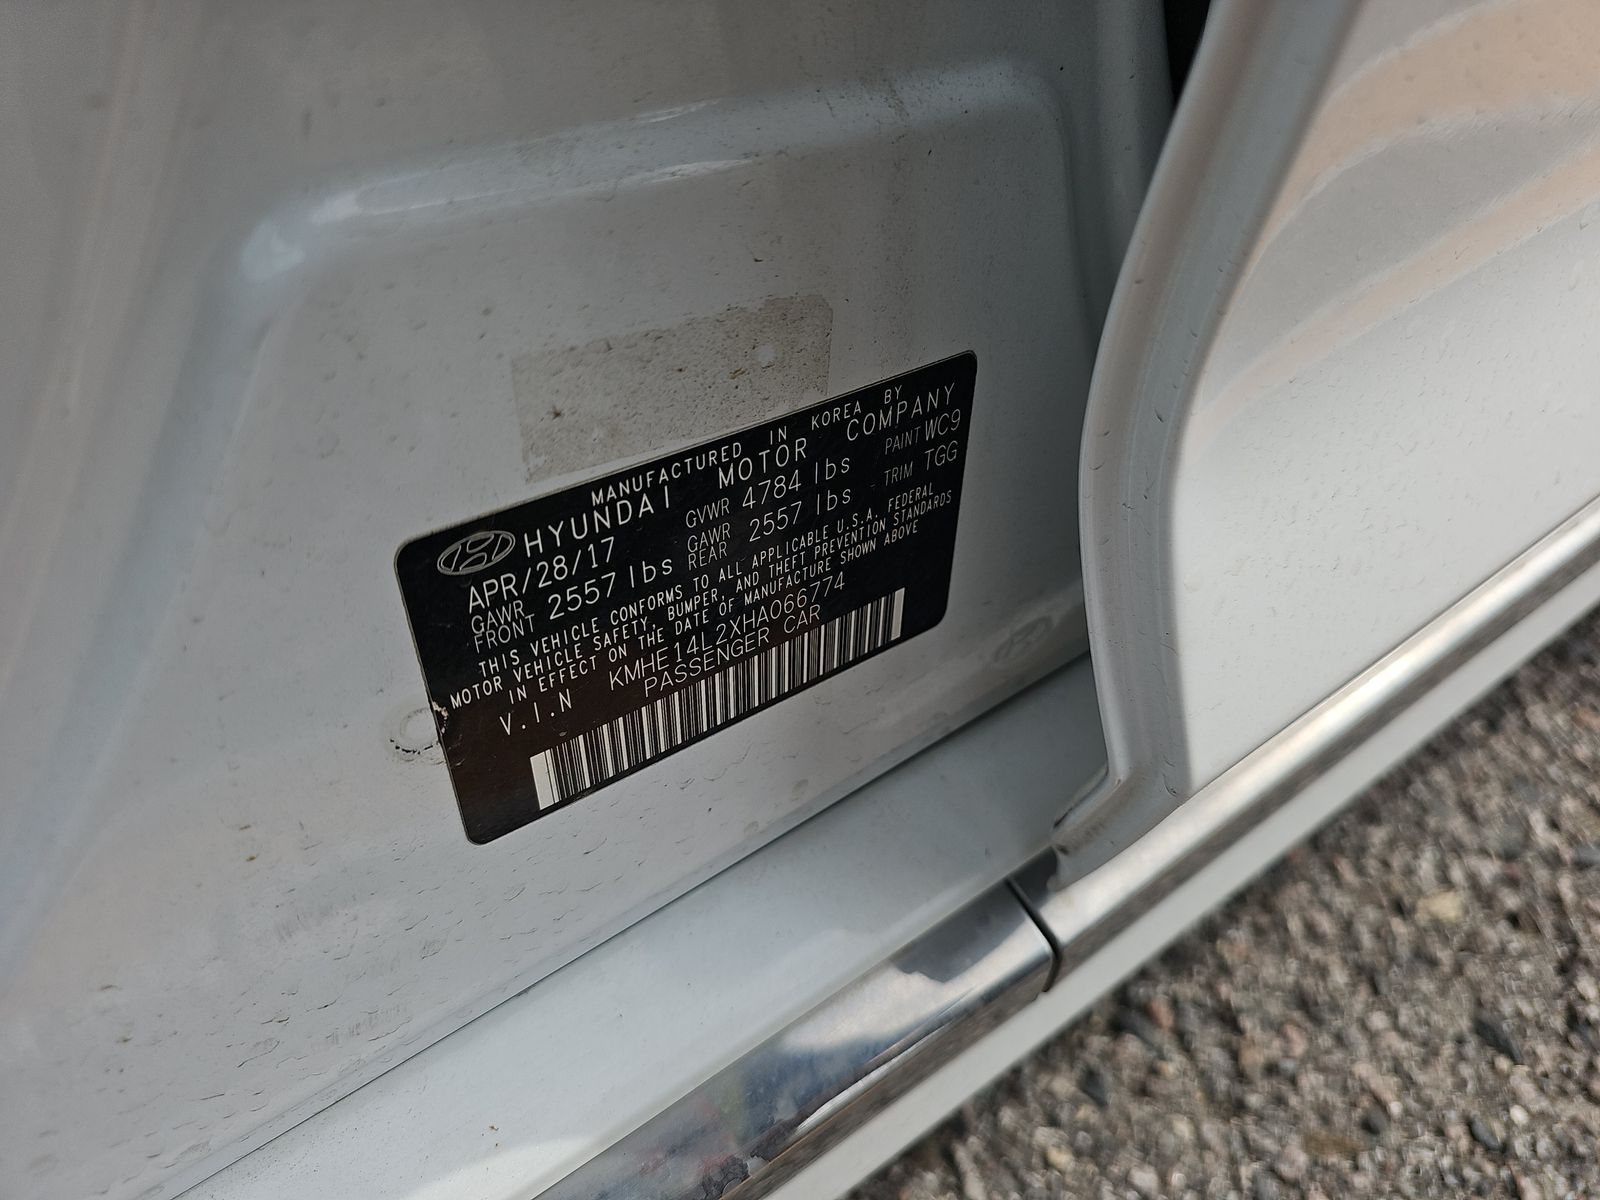 MANUFACTURED IN KOREA BY
HYUNDAI MOTOR COMPANY
APR/28/17 GVWR 4784 lbs PAINT WC9
GAWR FRONT 2557 lbs GAWR REAR 2557 lbs TRIM TGG
THIS VEHICLE CONFORMS TO ALL APPLICABLE U.S.A. FEDERAL
MOTOR VEHICLE SAFETY, BUMPER, AND THEFT PREVENTION STANDARDS
IN EFFECT ON THE DATE OF MANUFACTURE SHOWN ABOVE
V.I.N KMHE14L2XHA066774
PASSENGER CAR